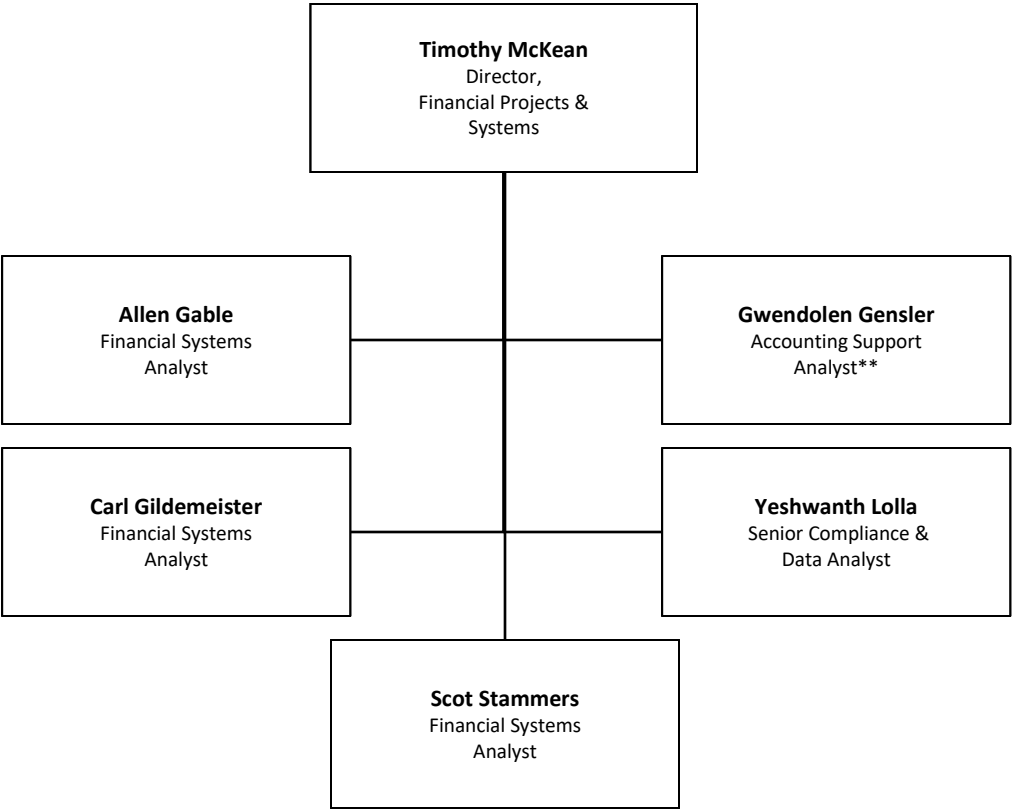 Timothy McKean
Director,
Financial Projects &
Systems
Allen Gable
Financial Systems
Analyst
Gwendolen Gensler
Accounting Support
Analyst**
Carl Gildemeister
Financial Systems
Analyst
Yeshwanth Lolla
Senior Compliance &
Data Analyst
Scot Stammers
Financial Systems
Analyst